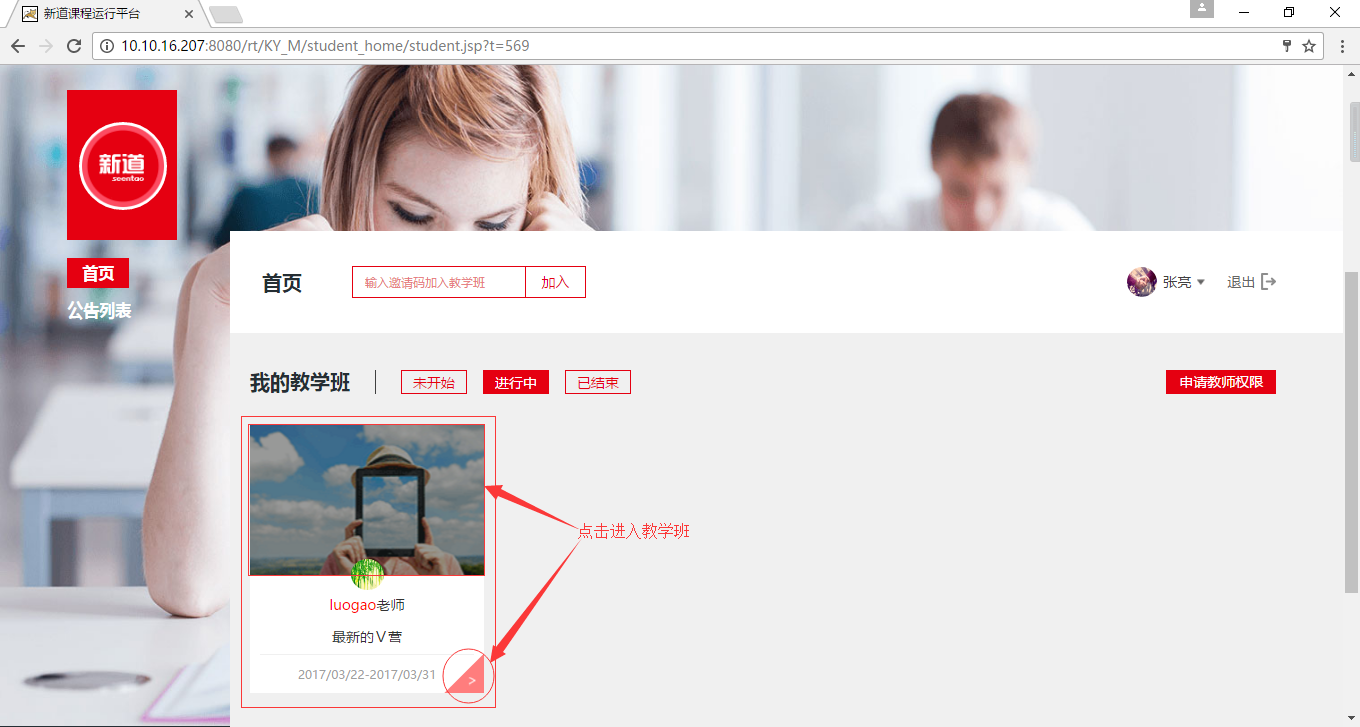 新道课程运行平台
10.10.16.207:8080/rt/KY_M/student_home/student.jsp?t=569
新道
seentao
首页
公告列表
首页
输入邀请码加入教学班
加入
张亮
退出
我的教学班
未开始
进行中
已结束
申请教师权限
点击进入教学班
luogao老师
最新的V营
2017/03/22-2017/03/31
>